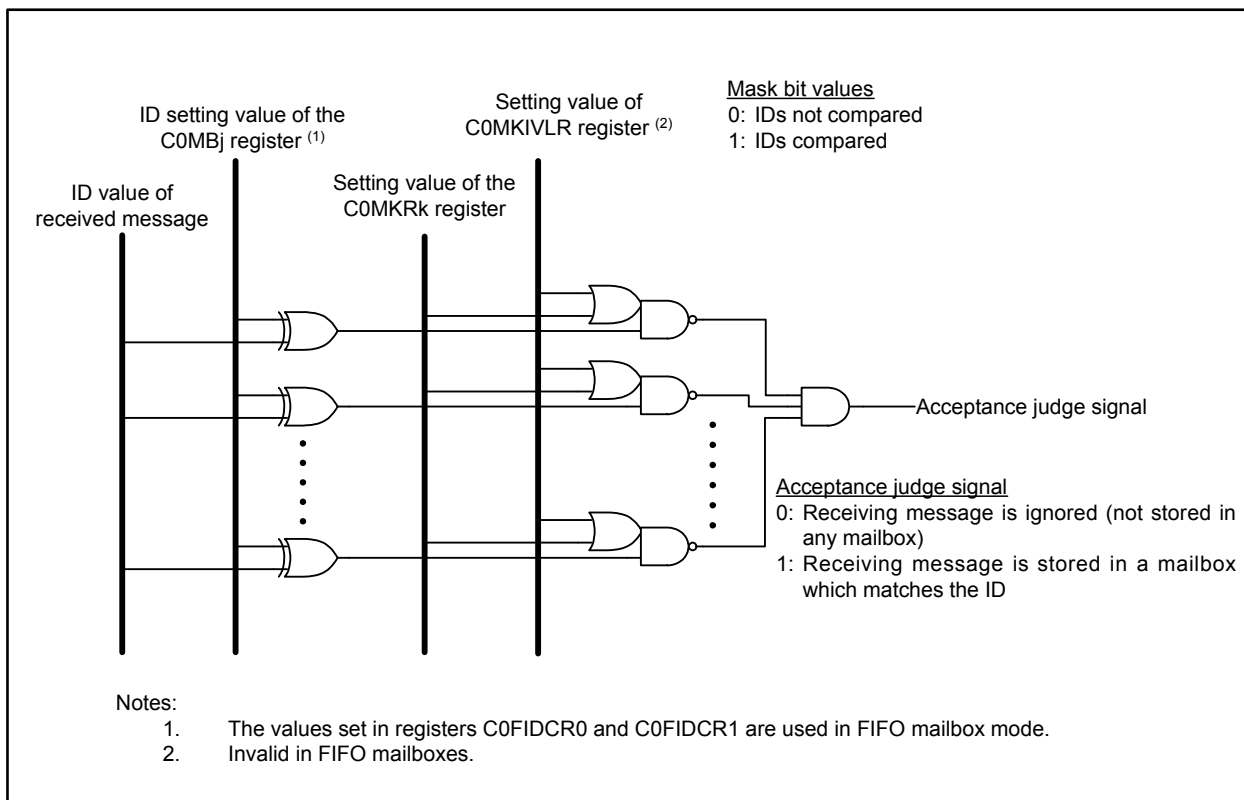 Setting value of
C0MKIVLR register (2)
Mask bit values
0: IDs not compared
1: IDs compared
ID setting value of the
C0MBj register (1)
ID value of
received message
Setting value of the
C0MKRk register
Acceptance judge signal
Acceptance judge signal
0: Receiving message is ignored (not stored in
any mailbox)
1: Receiving message is stored in a mailbox
which matches the ID
Notes:
1. The values set in registers C0FIDCR0 and C0FIDCR1 are used in FIFO mailbox mode.
2. Invalid in FIFO mailboxes.